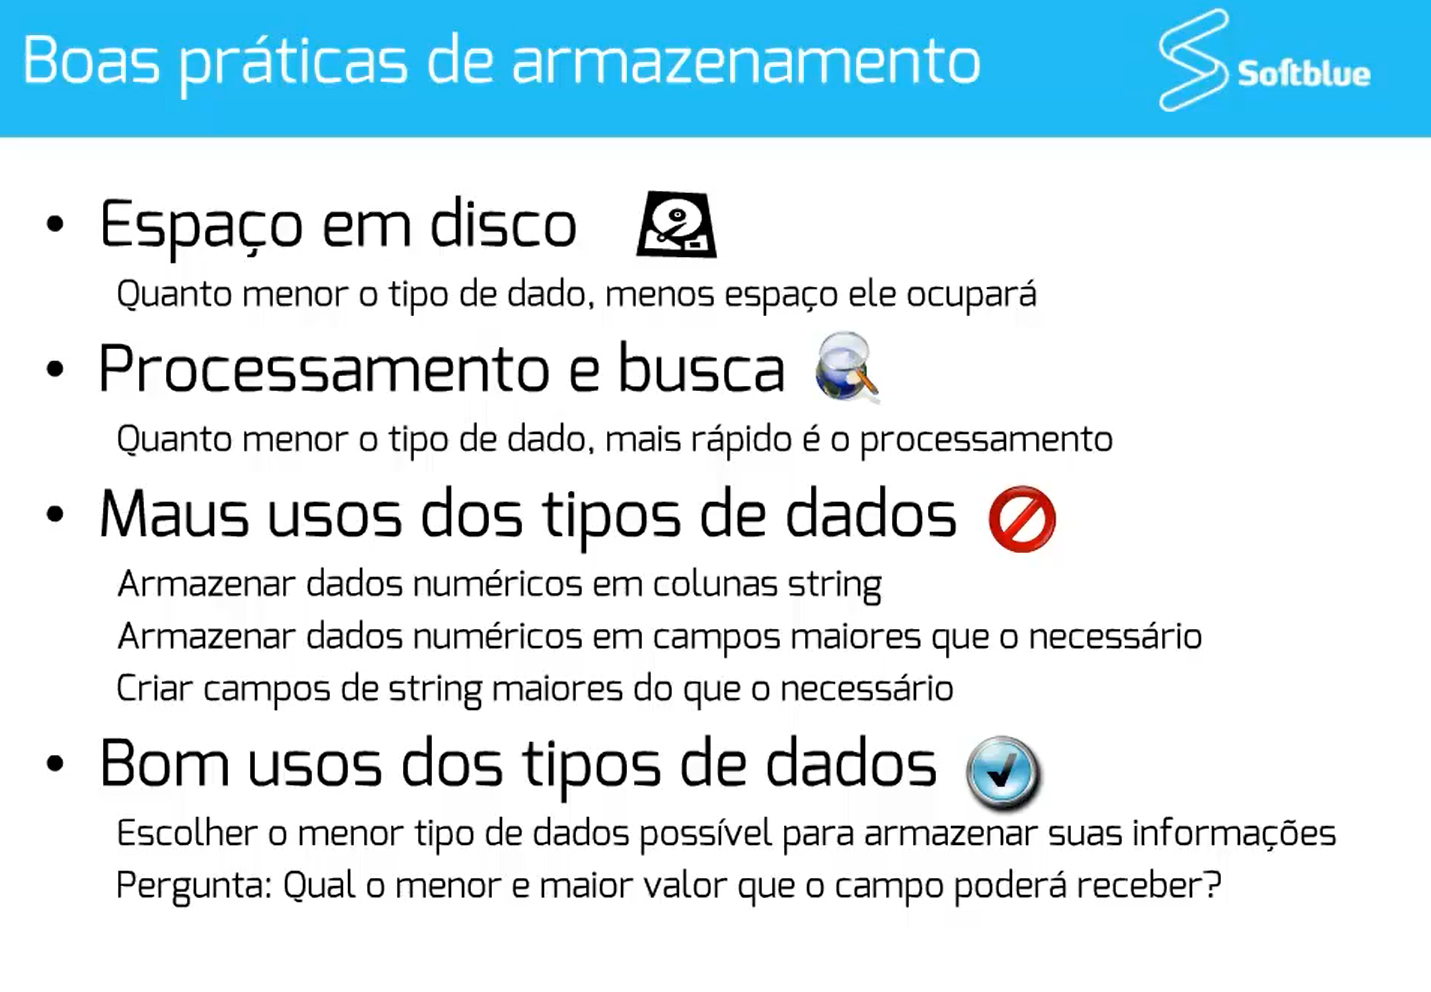 Boas práticas de armazenamento
Softblue
• Espaço em disco
Quanto menor o tipo de dado, menos espaço ele ocupará
• Processamento e busca
Quanto menor o tipo de dado, mais rápido é o processamento
• Maus usos dos tipos de dados
Armazenar dados numéricos em colunas string
Armazenar dados numéricos em campos maiores que o necessário
Criar campos de string maiores do que o necessário
• Bom usos dos tipos de dados
Escolher o menor tipo de dados possível para armazenar suas informações
Pergunta: Qual o menor e maior valor que o campo poderá receber?